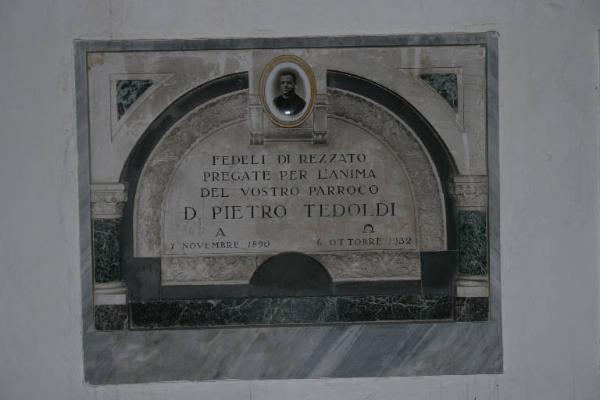 FEDELI DI REZZATO
PREGATE PER L'ANIMA
DEL VOSTRO PARROCO
D. PIETRO TEDOLDI
A Ω
7 NOVEMBRE 1890 6 OTTOBRE 1932